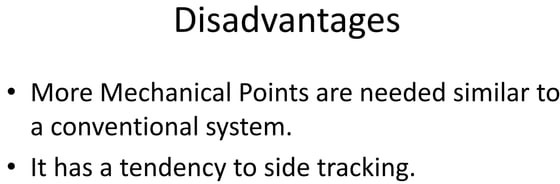 Disadvantages
• More Mechanical Points are needed similar to
a conventional system.
• It has a tendency to side tracking.